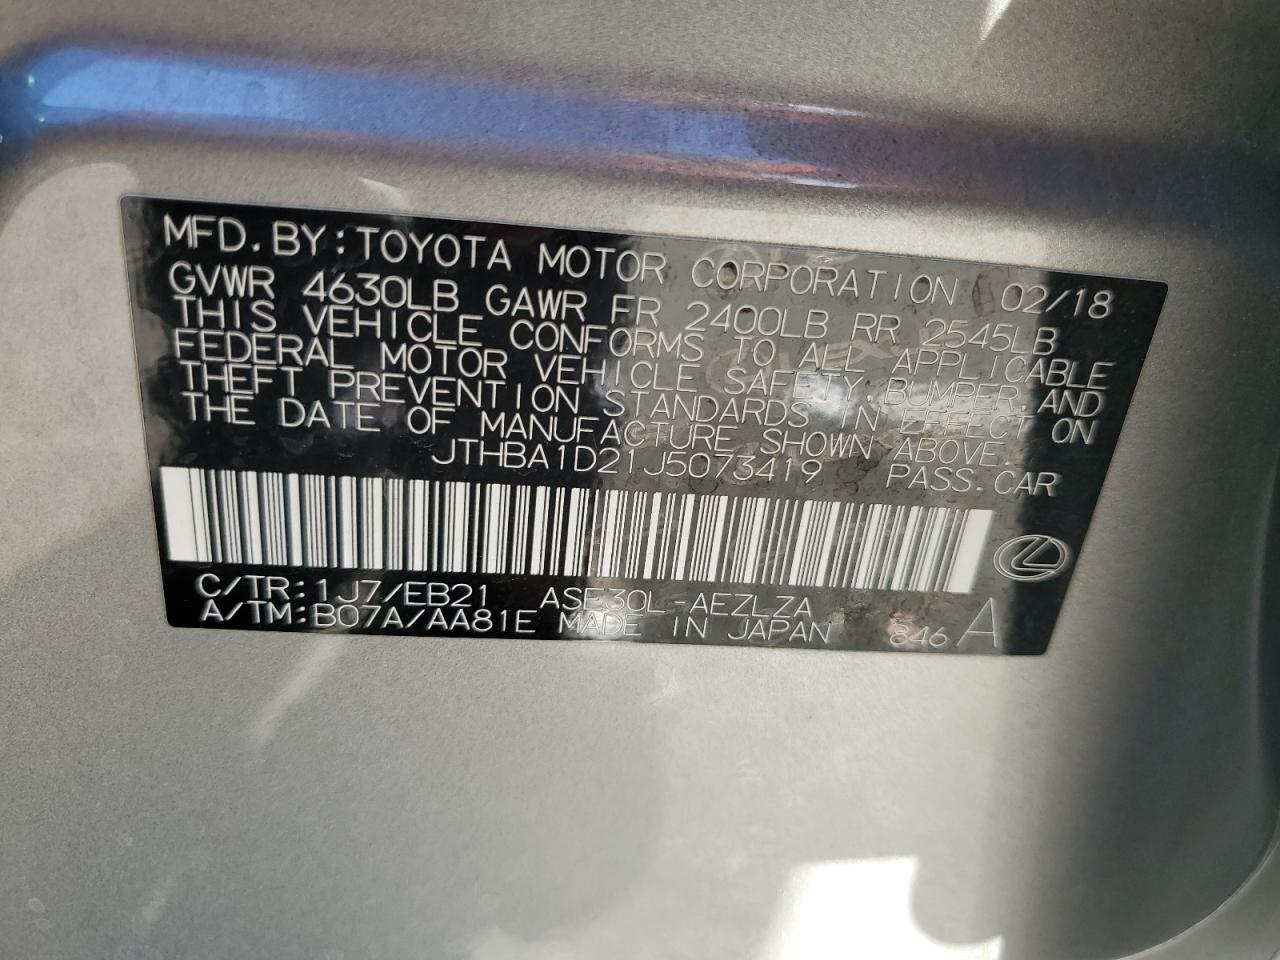 MFD.BY:TOYOTA MOTOR CORPORATION 02/18
GVWR 4630LB GAWR FR 2400LB RR 2545LB
THIS VEHICLE CONFORMS TO ALL APPLICABLE
FEDERAL MOTOR VEHICLE SAFETY, BUMPER, AND
THEFT PREVENTION STANDARDS IN EFFECT ON
THE DATE OF MANUFACTURE SHOWN ABOVE.
JTHBA1D21J5073419 PASS.CAR
C/TR:1J7/EB21 ASE30L-AEZLZA
A/TM:B07A/AA81E MADE IN JAPAN 846 A